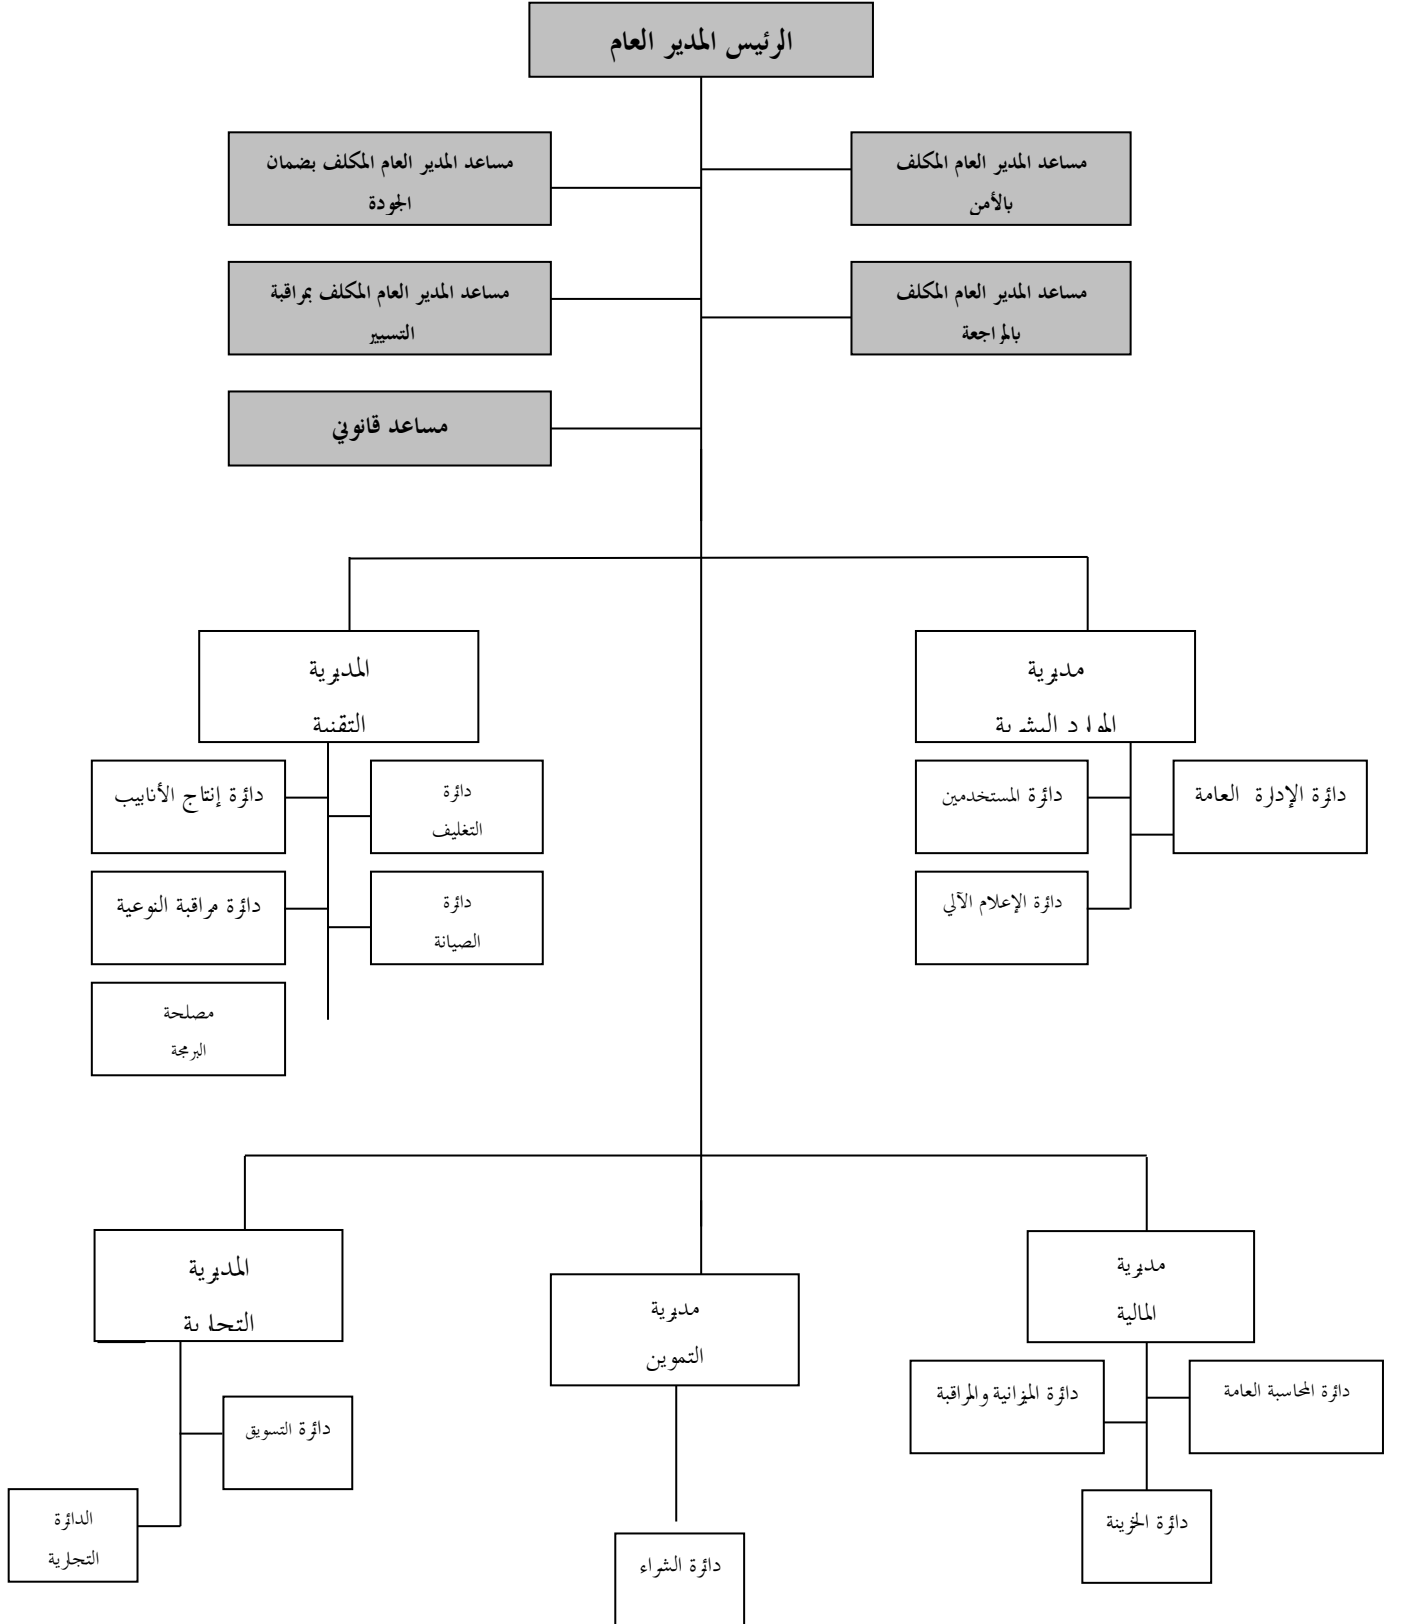 الرئيس المدير العام
مساعد المدير العام المكلف
بالأمن
مساعد المدير العام المكلف بضمان
الجودة
مساعد المدير العام المكلف
بالمراجعة
مساعد المدير العام المكلف بمراقبة
التسيير
مساعد قانوني
مديرية
الموارد البشرية
المديرية
التقنية
دائرة الإدارة العامة
دائرة المستخدمين
دائرة الإعلام الآلي
دائرة
التغليف
دائرة إنتاج الأنابيب
دائرة
الصيانة
دائرة مراقبة النوعية
مصلحة
البرمجة
مديرية
المالية
مديرية
التموين
المديرية
التجارية
دائرة المحاسبة العامة
دائرة الميزانية والمراقبة
دائرة الخزينة
دائرة الشراء
دائرة التسويق
الدائرة
التجارية